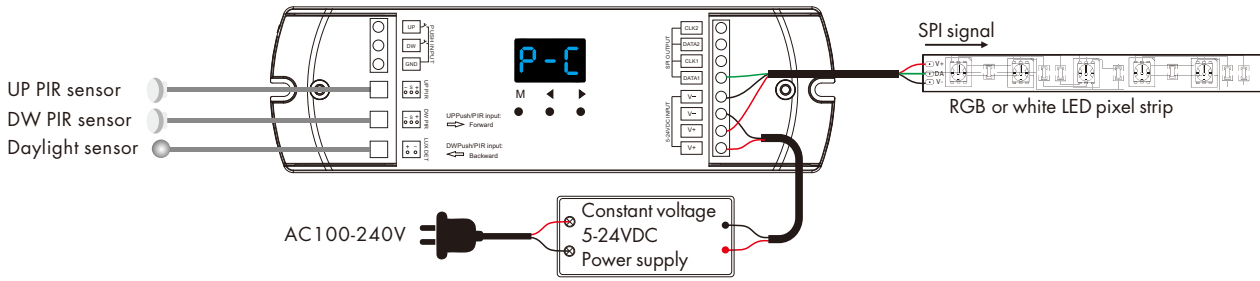 UP PIR sensor
DW PIR sensor
Daylight sensor
UP
DW
GND
PUSH INPUT
UP PIR
- S +
DW PIR
- S +
LUX DET
+ -
P-C
M ◀ ▶
UPPush/PIR input:
Forward
DWPush/PIR input:
Backward
SPI OUTPUT
CLK2
DATA2
CLK1
DATA1
5-24VDC INPUT
V-
V-
V+
V+
SPI signal
V+
DA
V-
RGB or white LED pixel strip
AC100-240V
Constant voltage
5-24VDC
Power supply